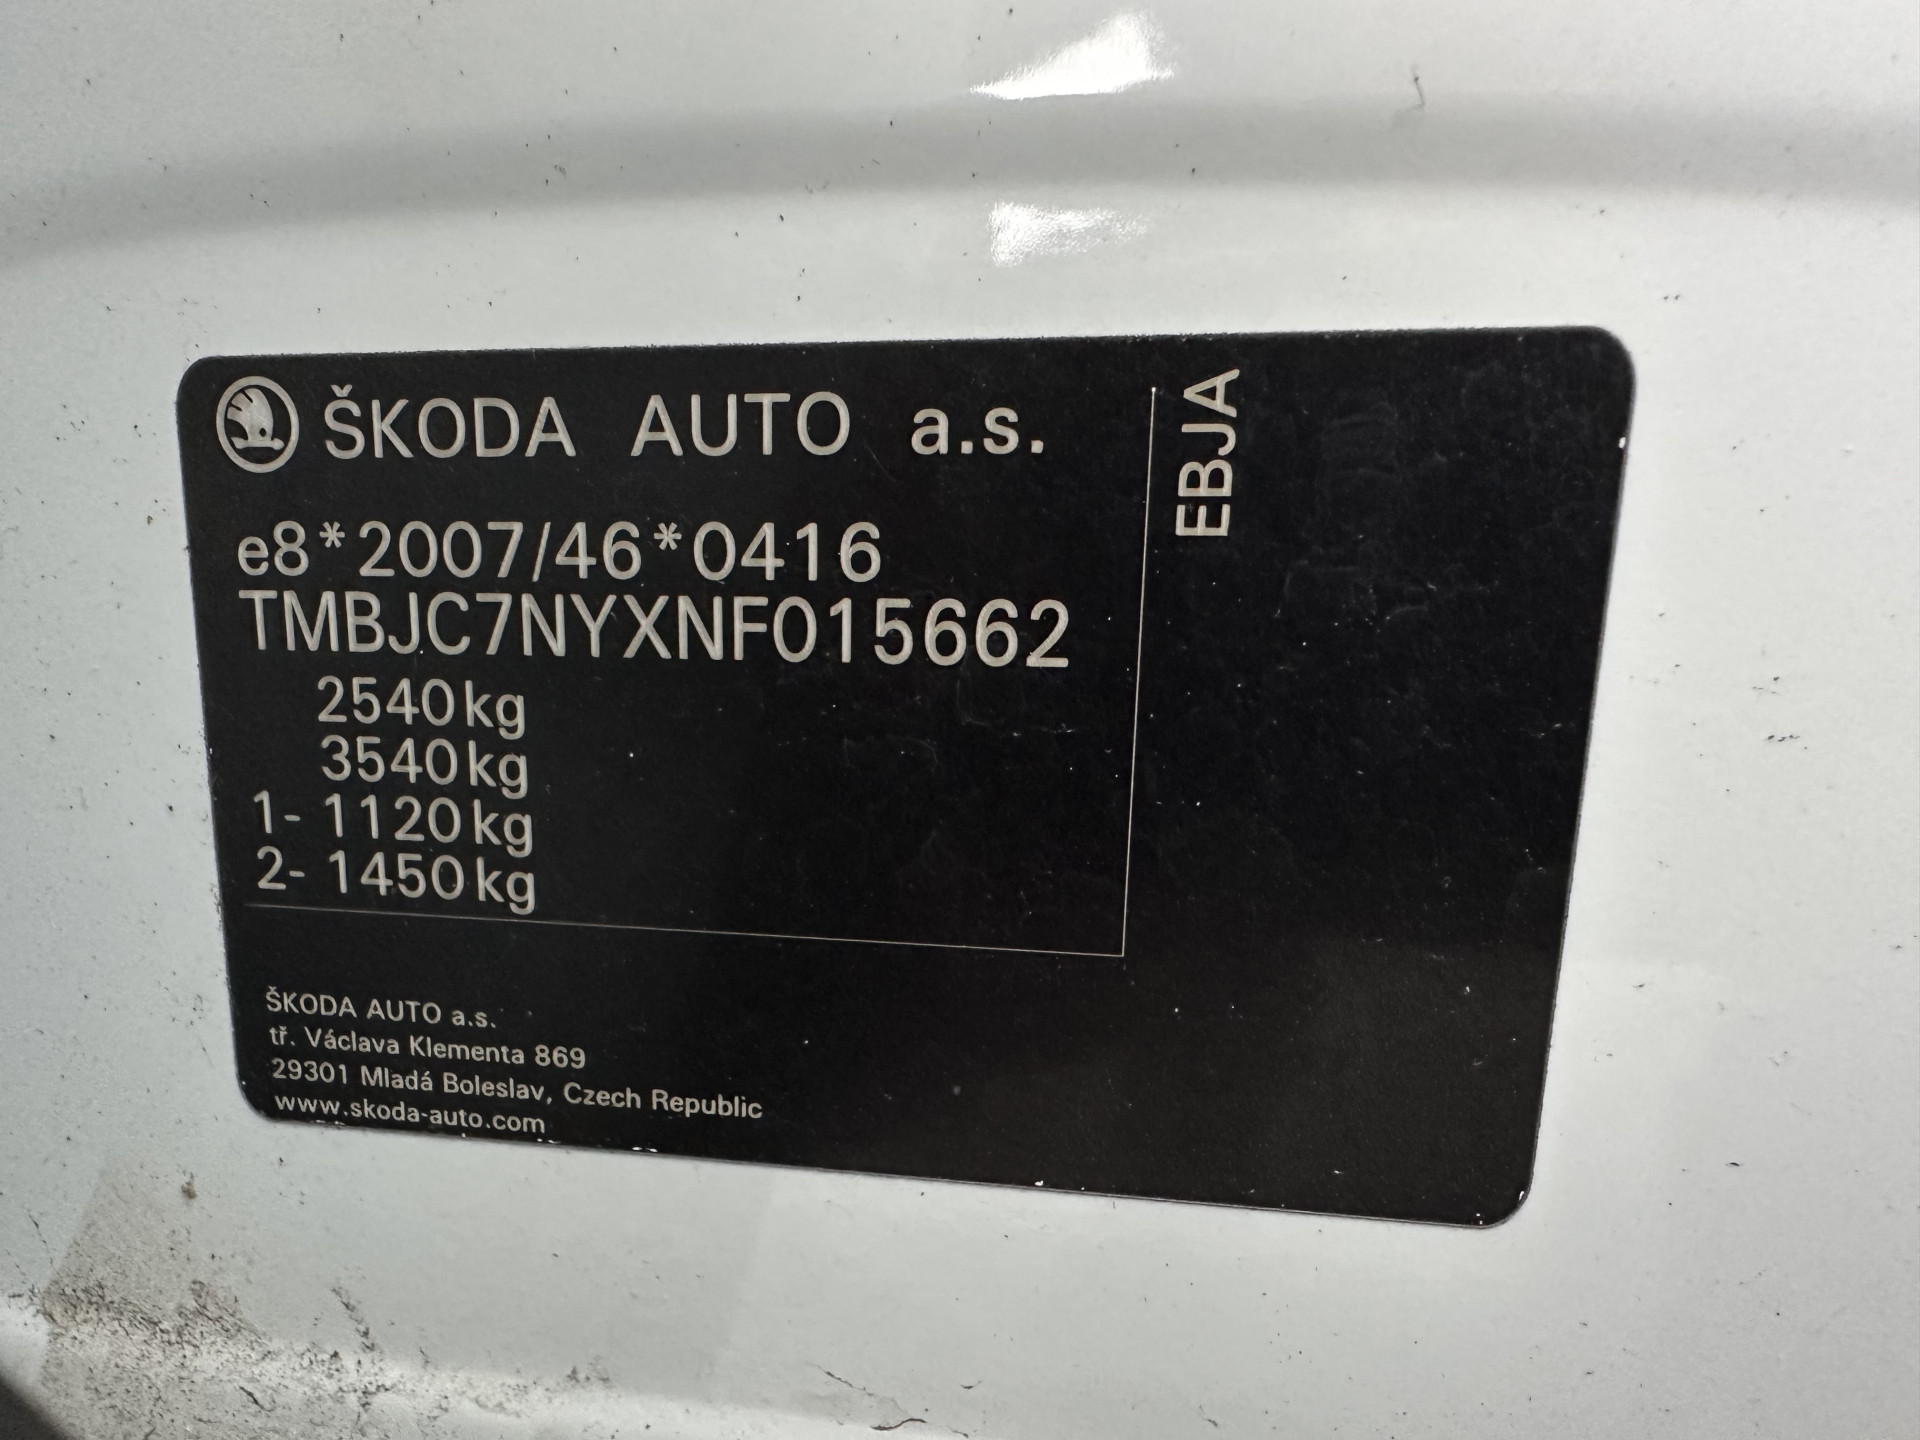 ŠKODA AUTO a.s.
e8*2007/46*0416
TMBJC7NYXNF015662
2540kg
3540kg
1- 1120kg
2- 1450kg
EBJA
ŠKODA AUTO a.s.
tř. Václava Klementa 869
29301 Mladá Boleslav, Czech Republic
www.skoda-auto.com